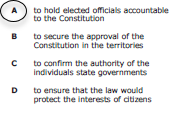 A to hold elected officials accountable
to the Constitution
B to secure the approval of the
Constitution in the territories
C to confirm the authority of the
individuals state governments
D to ensure that the law would
protect the interests of citizens